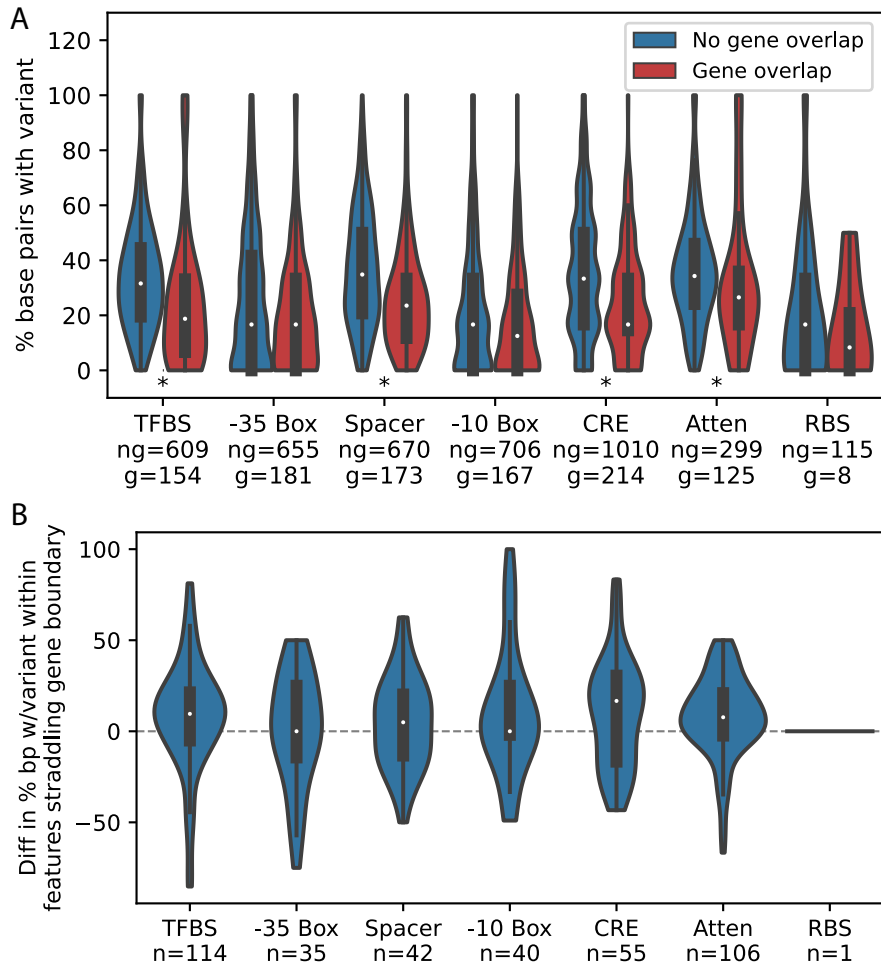 A
% base pairs with variant
120
100
80
60
40
20
0
No gene overlap
Gene overlap
*
*
*
*
TFBS
ng=609
g=154
-35 Box
ng=655
g=181
Spacer
ng=670
g=173
-10 Box
ng=706
g=167
CRE
ng=1010
g=214
Atten
ng=299
g=125
RBS
ng=115
g=8
B
Diff in % bp w/variant within
features straddling gene boundary
100
50
0
−50
TFBS
n=114
-35 Box
n=35
Spacer
n=42
-10 Box
n=40
CRE
n=55
Atten
n=106
RBS
n=1